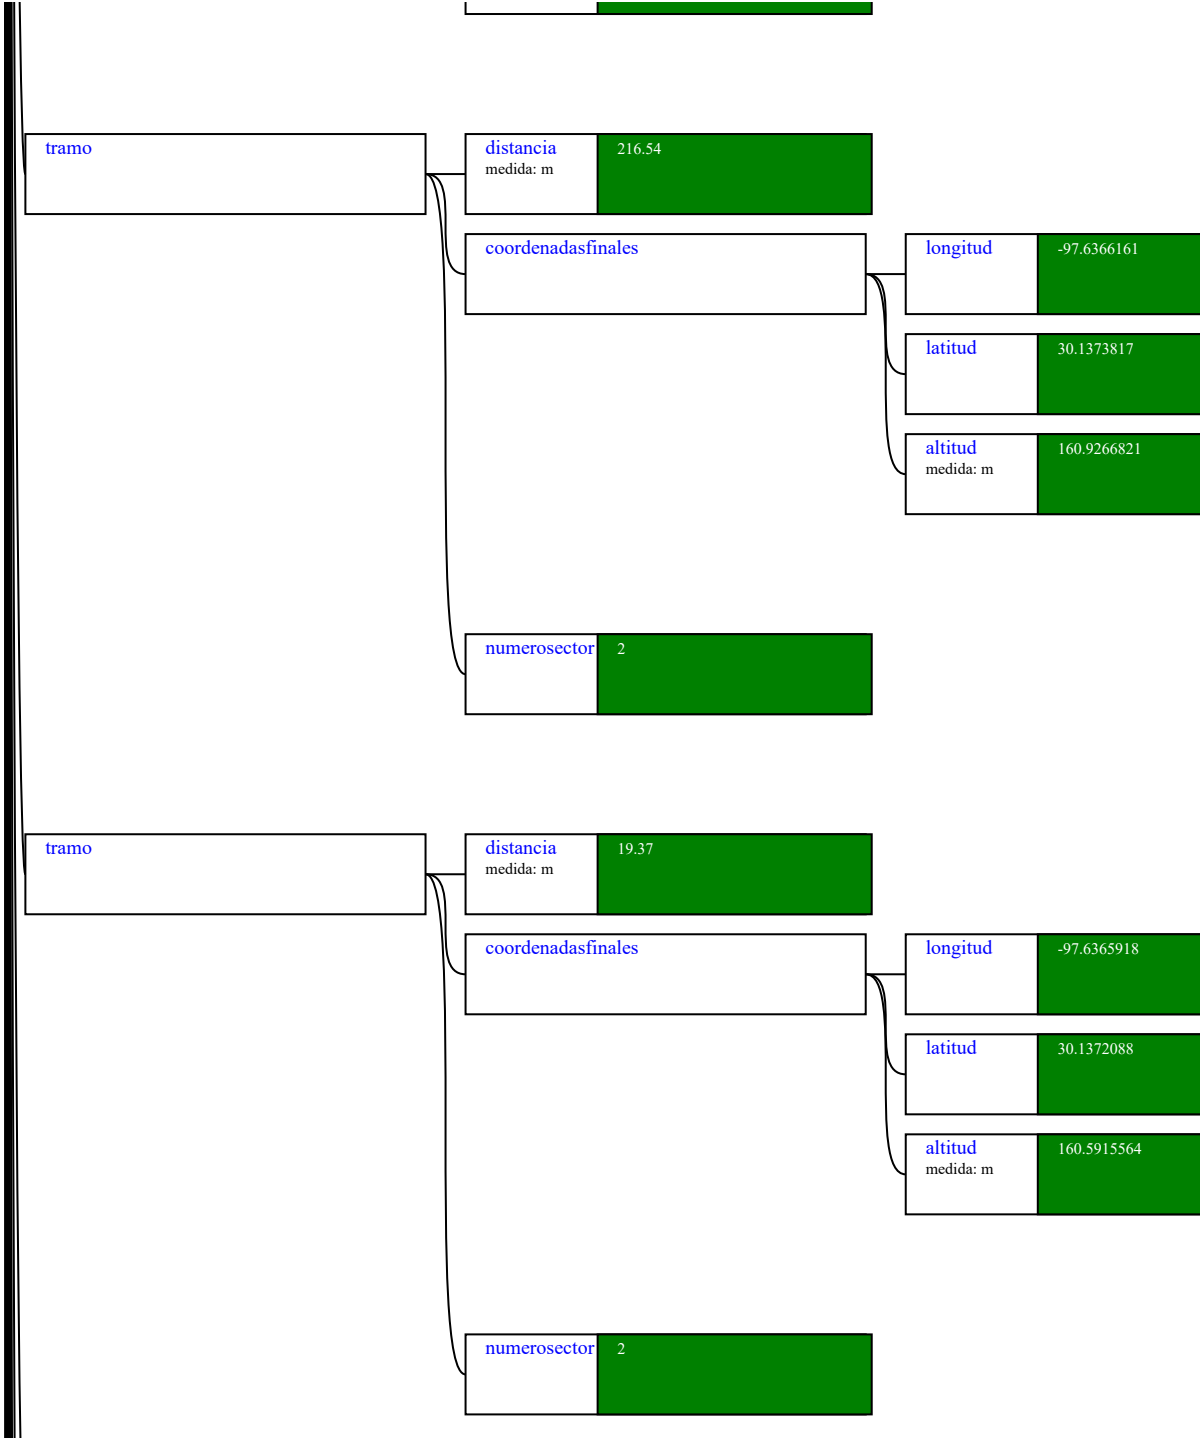 tramo
distancia
medida: m
216.54
coordenadasfinales
longitud
-97.6366161
latitud
30.1373817
altitud
medida: m
160.9266821
numerosector
2
tramo
distancia
medida: m
19.37
coordenadasfinales
longitud
-97.6365918
latitud
30.1372088
altitud
medida: m
160.5915564
numerosector
2